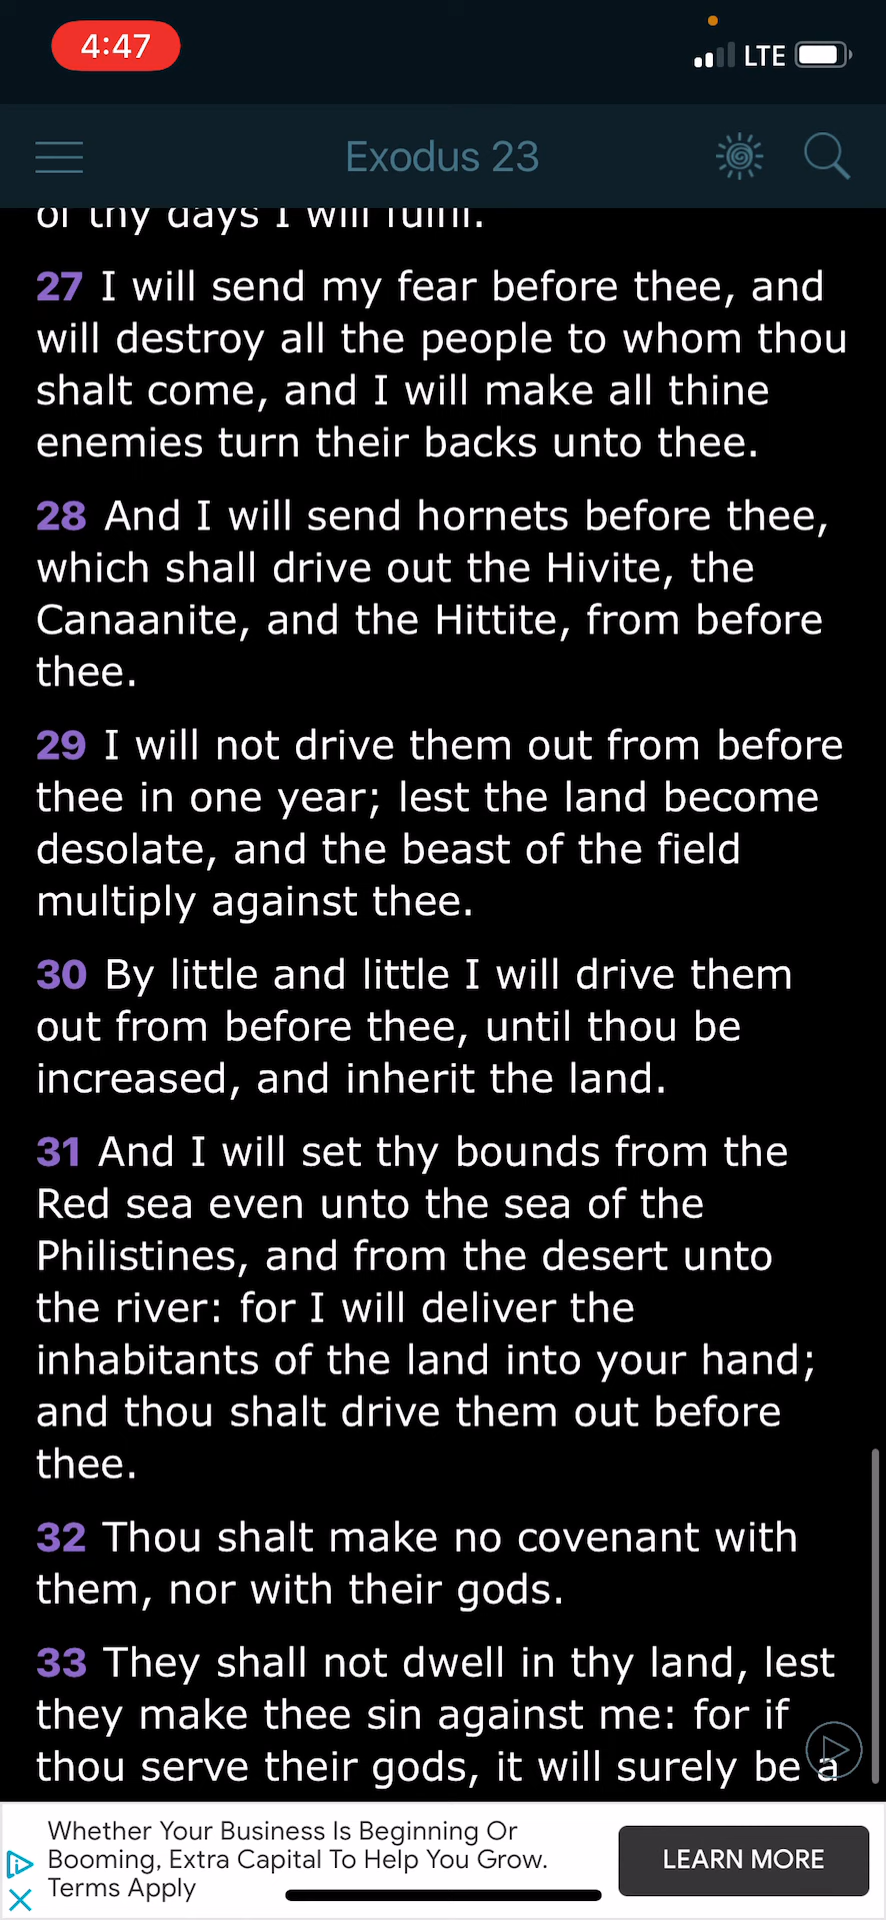 4:47
LTE
Exodus 23
of thy days I will fulfil.
27 I will send my fear before thee, and
will destroy all the people to whom thou
shalt come, and I will make all thine
enemies turn their backs unto thee.
28 And I will send hornets before thee,
which shall drive out the Hivite, the
Canaanite, and the Hittite, from before
thee.
29 I will not drive them out from before
thee in one year; lest the land become
desolate, and the beast of the field
multiply against thee.
30 By little and little I will drive them
out from before thee, until thou be
increased, and inherit the land.
31 And I will set thy bounds from the
Red sea even unto the sea of the
Philistines, and from the desert unto
the river: for I will deliver the
inhabitants of the land into your hand;
and thou shalt drive them out before
thee.
32 Thou shalt make no covenant with
them, nor with their gods.
33 They shall not dwell in thy land, lest
they make thee sin against me: for if
thou serve their gods, it will surely be a
Whether Your Business Is Beginning Or
Booming, Extra Capital To Help You Grow.
Terms Apply
LEARN MORE